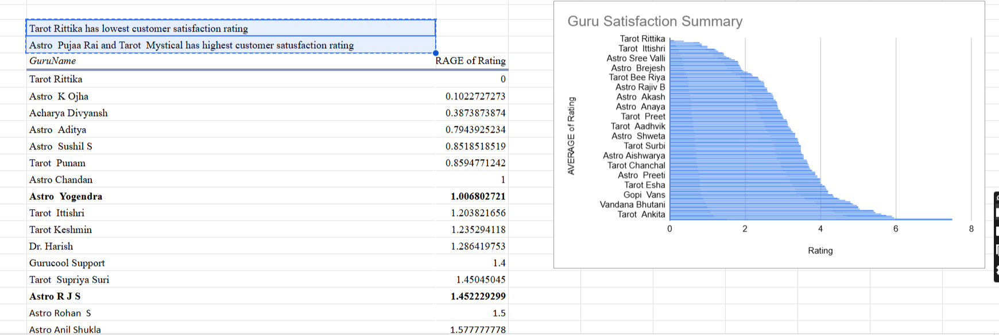 Tarot Rittika has lowest customer satisfaction rating
Astro  Pujaa Rai and Tarot  Mystical has highest customer satusfaction rating
GuruName RAGE of Rating
Tarot Rittika 0
Astro  K Ojha 0.1022727273
Acharya Divyansh 0.3873873874
Astro  Aditya 0.7943925234
Astro  Sushil S 0.8518518519
Tarot  Punam 0.8594771242
Astro Chandan 1
Astro  Yogendra 1.006802721
Tarot  Ittishri 1.203821656
Tarot Keshmin 1.235294118
Dr. Harish 1.286419753
Gurucool Support 1.4
Tarot  Supriya Suri 1.45045045
Astro R J S 1.452229299
Astro Rohan  S 1.5
Astro Anil Shukla 1.577777778
Guru Satisfaction Summary
AVERAGE of Rating
Tarot Rittika
Tarot  Ittishri
Astro Sree Valli
Astro  Brejesh
Tarot Bee Riya
Astro Rajiv B
Astro  Akash
Astro  Anaya
Tarot  Preet
Tarot  Aadhvik
Astro  Shweta
Tarot Surbi
Astro Aishwarya
Tarot Chanchal
Astro  Preeti
Tarot Esha
Gopi  Vans
Vandana Bhutani
Tarot  Ankita
0 2 4 6 8
Rating